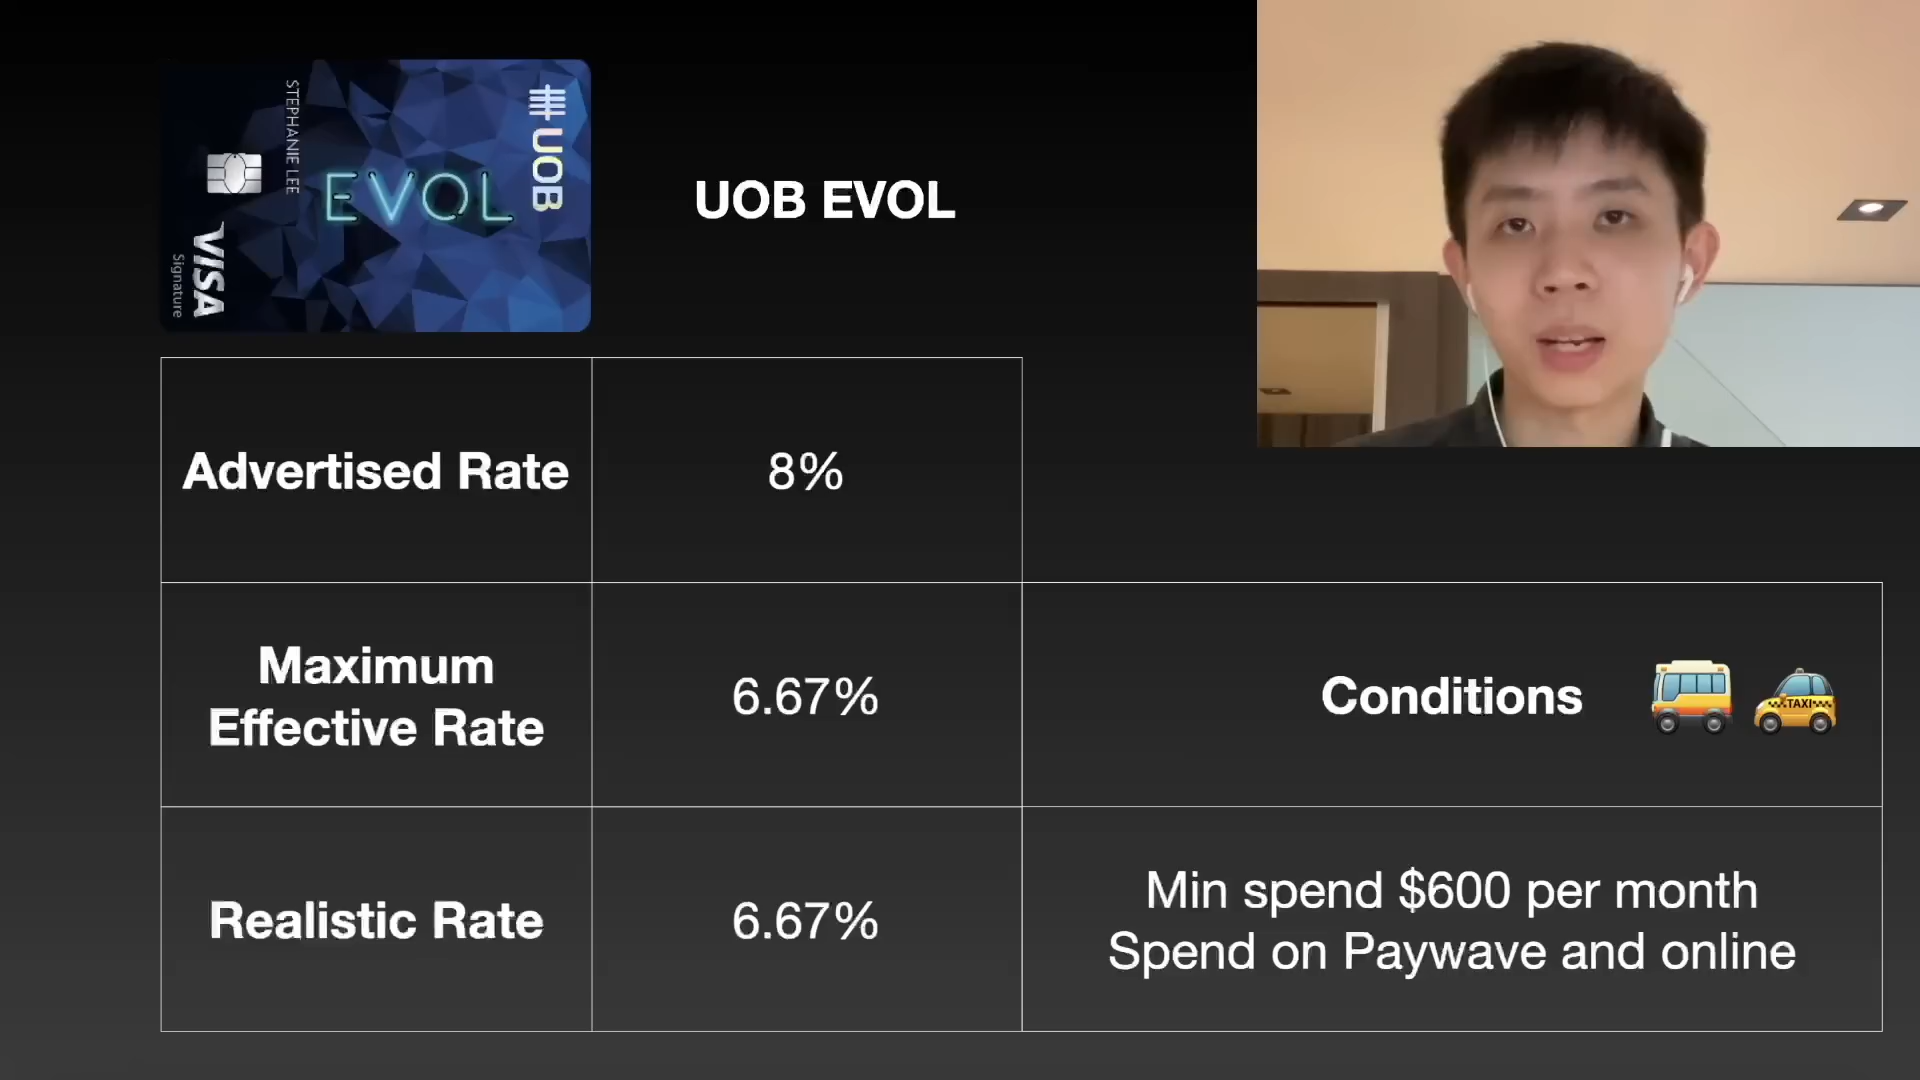 STEPHANIE LEE
UOB
EVOL
VISA
Signature
UOB EVOL
Advertised Rate
8%
Maximum
Effective Rate
6.67%
Conditions
TAXI
Realistic Rate
6.67%
Min spend $600 per month
Spend on Paywave and online